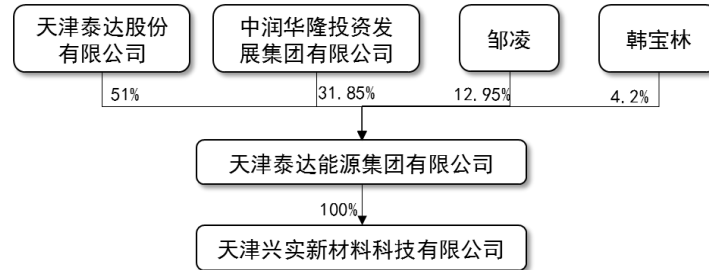 天津泰达股份
有限公司
中润华隆投资发
展集团有限公司
邹凌
韩宝林
51%
31.85%
12.95%
4.2%
天津泰达能源集团有限公司
100%
天津兴实新材料科技有限公司